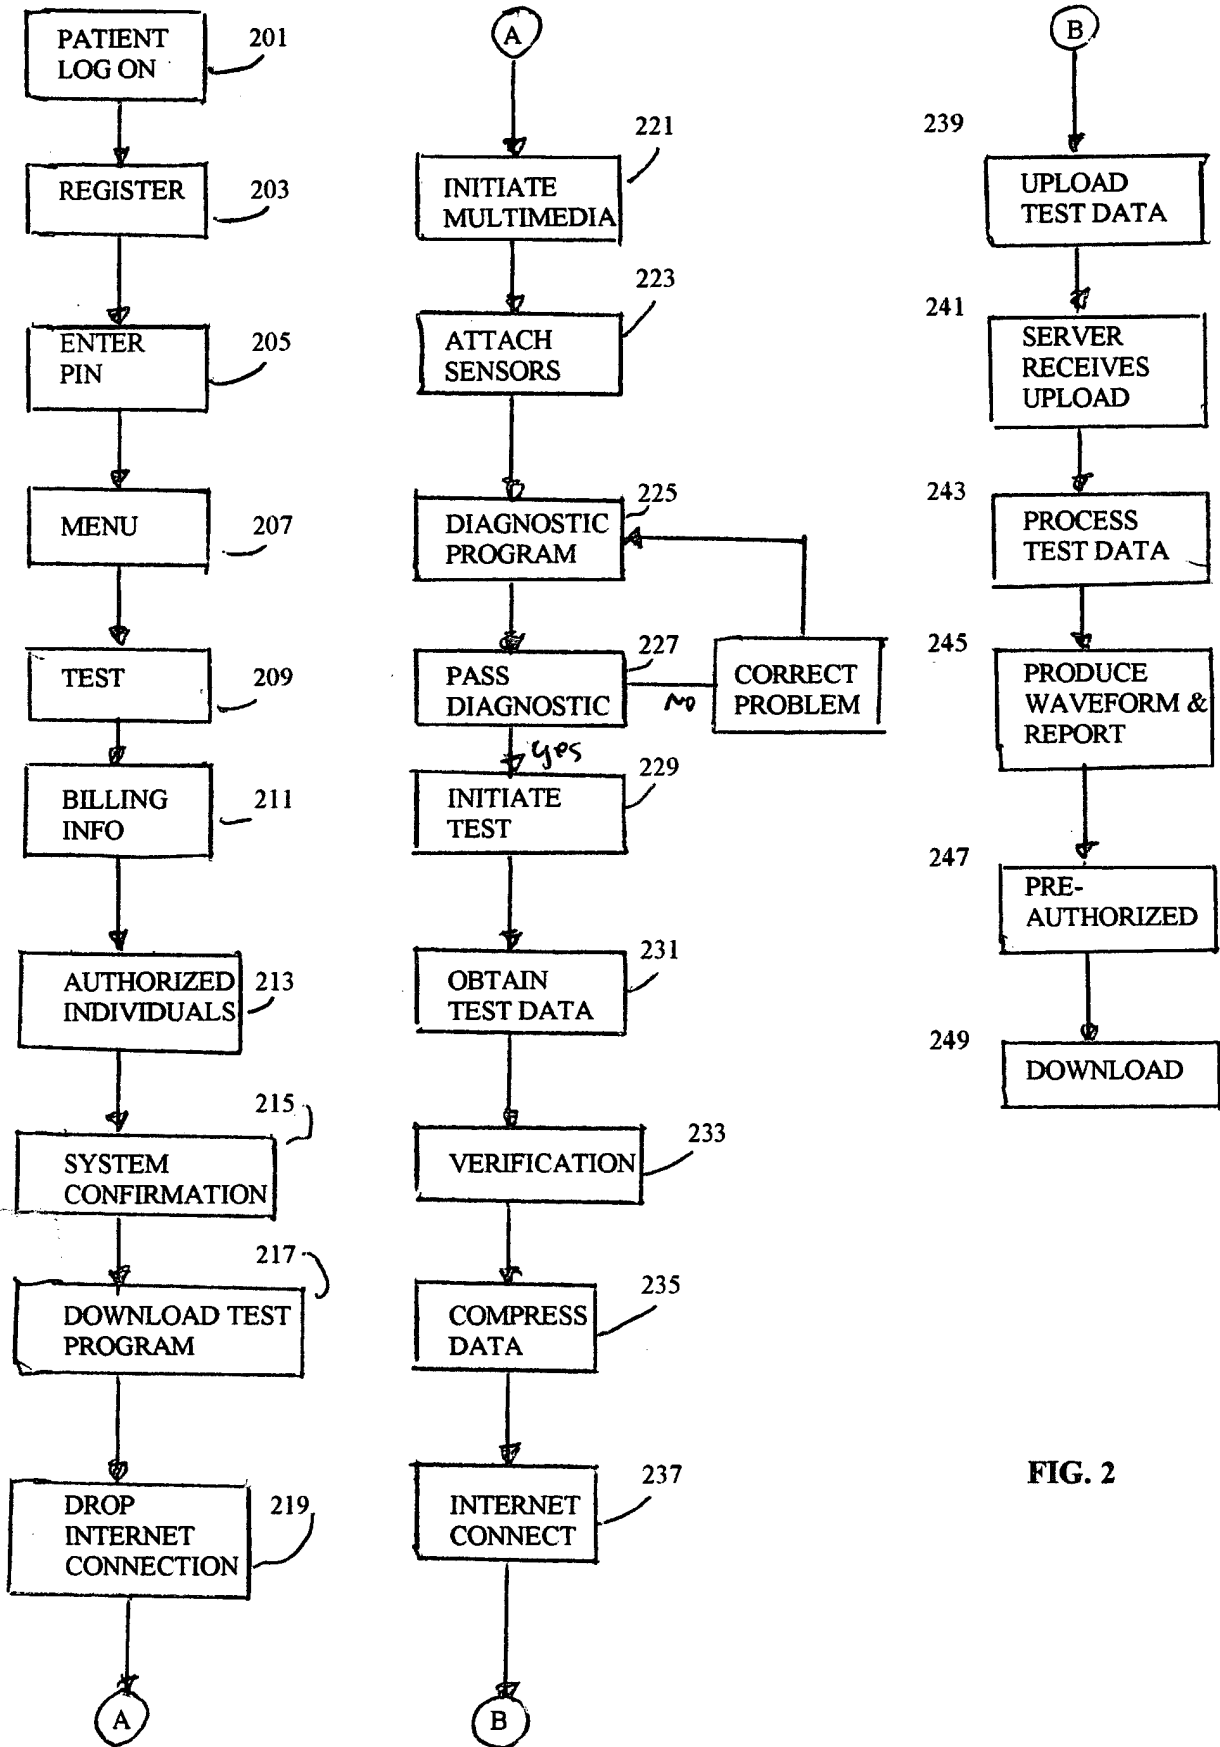 PATIENT
LOG ON
201
REGISTER
203
ENTER
PIN
205
MENU
207
TEST
209
BILLING
INFO
211
AUTHORIZED
INDIVIDUALS
213
215
SYSTEM
CONFIRMATION
217
DOWNLOAD TEST
PROGRAM
DROP
INTERNET
CONNECTION
219
A
A
221
INITIATE
MULTIMEDIA
223
ATTACH
SENSORS
225
DIAGNOSTIC
PROGRAM
227
PASS
DIAGNOSTIC
NO
CORRECT
PROBLEM
yes
229
INITIATE
TEST
231
OBTAIN
TEST DATA
233
VERIFICATION
235
COMPRESS
DATA
237
INTERNET
CONNECT
B
B
239
UPLOAD
TEST DATA
241
SERVER
RECEIVES
UPLOAD
243
PROCESS
TEST DATA
245
PRODUCE
WAVEFORM &
REPORT
247
PRE-
AUTHORIZED
249
DOWNLOAD
FIG. 2